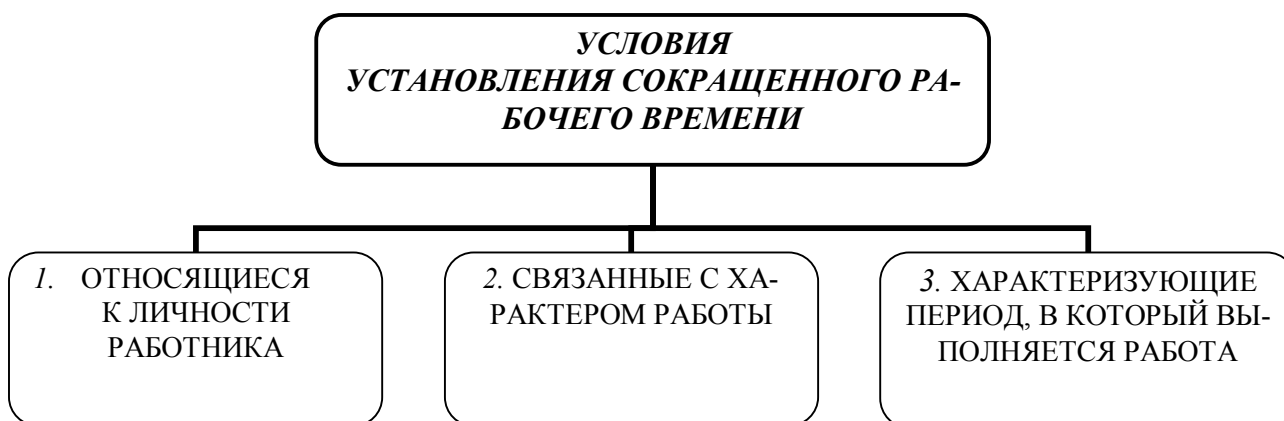 УСЛОВИЯ
УСТАНОВЛЕНИЯ СОКРАЩЕННОГО РА-
БОЧЕГО ВРЕМЕНИ
1. ОТНОСЯЩИЕСЯ
К ЛИЧНОСТИ
РАБОТНИКА
2. СВЯЗАННЫЕ С ХА-
РАКТЕРОМ РАБОТЫ
3. ХАРАКТЕРИЗУЮЩИЕ
ПЕРИОД, В КОТОРЫЙ ВЫ-
ПОЛНЯЕТСЯ РАБОТА